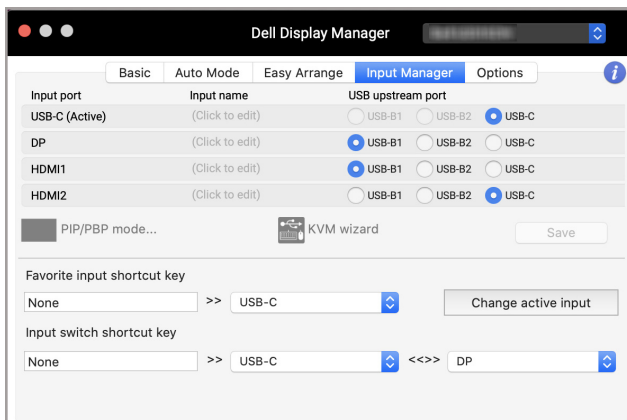 Dell Display Manager
Basic Auto Mode Easy Arrange Input Manager Options i
Input port Input name USB upstream port
USB-C (Active) (Click to edit) USB-B1 USB-B2 USB-C
DP (Click to edit) USB-B1 USB-B2 USB-C
HDMI1 (Click to edit) USB-B1 USB-B2 USB-C
HDMI2 (Click to edit) USB-B1 USB-B2 USB-C
PIP/PBP mode... KVM wizard Save
Favorite input shortcut key
None >> USB-C Change active input
Input switch shortcut key
None >> USB-C <<>> DP